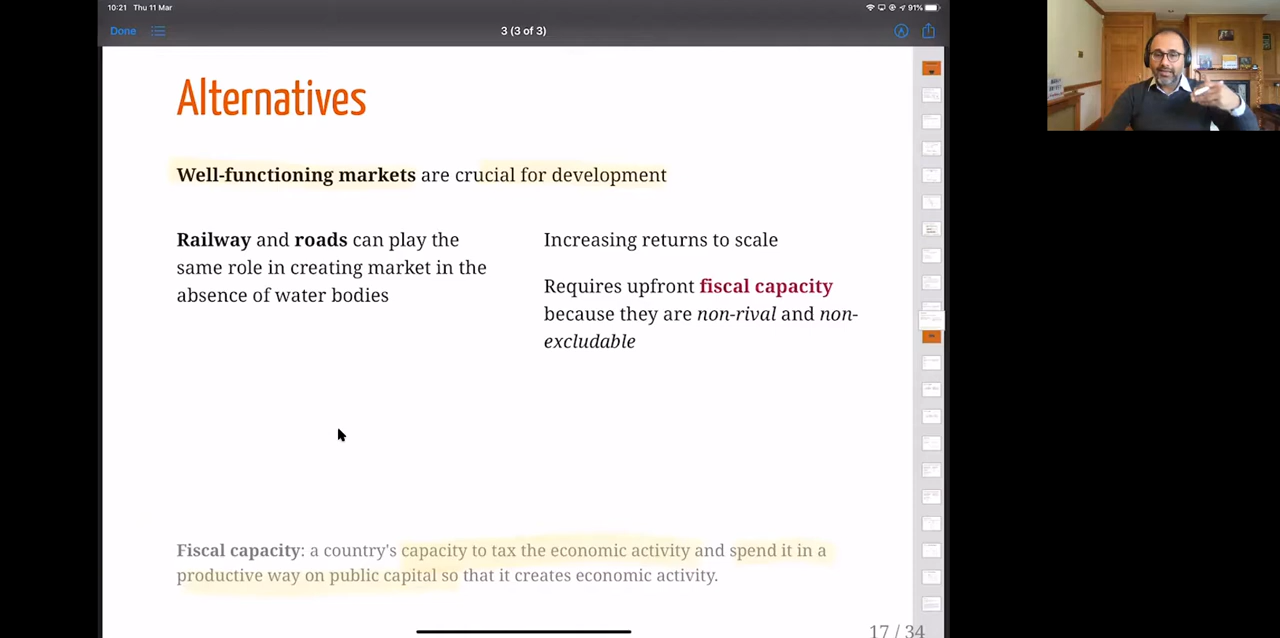 10:21 Thu 11 Mar
91%
Done
3 (3 of 3)
Alternatives
Well-functioning markets are crucial for development
Railway and roads can play the
same role in creating market in the
absence of water bodies
Increasing returns to scale
Requires upfront fiscal capacity
because they are non-rival and non-
excludable
Fiscal capacity: a country's capacity to tax the economic activity and spend it in a
productive way on public capital so that it creates economic activity.
17 / 34